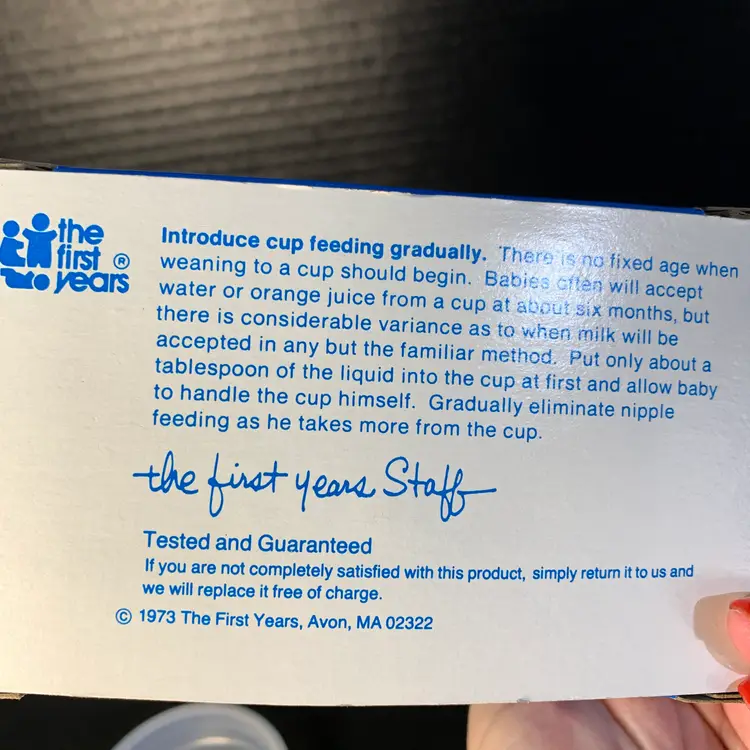 the
first ®
years
Introduce cup feeding gradually. There is no fixed age when
weaning to a cup should begin. Babies often will accept
water or orange juice from a cup at about six months, but
there is considerable variance as to when milk will be
accepted in any but the familiar method. Put only about a
tablespoon of the liquid into the cup at first and allow baby
to handle the cup himself. Gradually eliminate nipple
feeding as he takes more from the cup.
the first years Staff
Tested and Guaranteed
If you are not completely satisfied with this product, simply return it to us and
we will replace it free of charge.
© 1973 The First Years, Avon, MA 02322